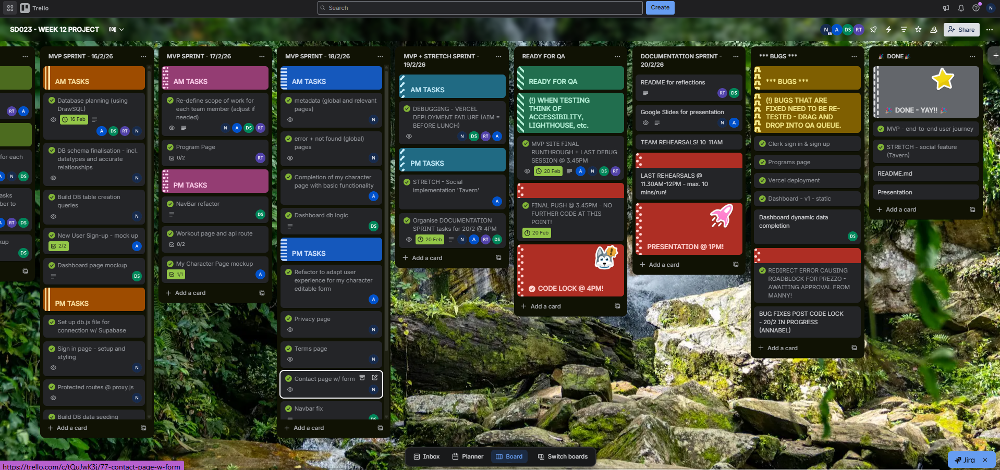 Trello
Search
Create
N
SD023 - WEEK 12 PROJECT
N
A
DS
RT
Share
RT
A
for each
N
DS
RT
DS
DS
MVP SPRINT - 16/2/26
AM TASKS
Database planning (using
DrawSQL)
16 Feb
A
DS
RT
N
DB schema finalisation - incl.
datatypes and accurate
relationships
N
Build DB table creation
queries
N
New User Sign-up - mock up
2/2
A
Dashboard page mockup
DS
PM TASKS
Set up db.js file for
connection w/ Supabase
Sign in page - setup and
styling
N
Protected routes @ proxy.js
N
Build DB data seeding
Add a card
MVP SPRINT - 17/2/26
AM TASKS
Re-define scope of work for
each team member (adjust if
needed)
N
A
DS
RT
Program Page
0/2
RT
PM TASKS
NavBar refactor
DS
Workout page and api route
0/2
My Character Page mockup
1/1
A
Add a card
MVP SPRINT - 18/2/26
AM TASKS
metadata (global and relevant
pages)
N
error + not found (global)
pages
N
Completion of my character
page with basic functionality
A
Dashboard db logic
DS
PM TASKS
Refactor to adapt user
experience for my character
editable form
A
Privacy page
N
Terms page
N
Contact page w/ form
N
Navbar fix
DS
Add a card
MVP + STRETCH SPRINT -
19/2/26
AM TASKS
DEBUGGING - VERCEL
DEPLOYMENT FAILURE (AIM =
BEFORE LUNCH)
N
DS
RT
A
PM TASKS
STRETCH - Social
implementation 'Tavern'
A
Organise DOCUMENTATION
SPRINT tasks for 20/2 @ 4PM
20 Feb
N
A
RT
DS
Add a card
READY FOR QA
READY FOR QA
(!) WHEN TESTING
THINK OF
ACCESSIBILITY,
LIGHTHOUSE, etc.
MVP SITE FINAL
RUNTHROUGH + LAST DEBUG
SESSION @ 3.45PM
20 Feb
A
N
DS
RT
FINAL PUSH @ 3.45PM - NO
FURTHER CODE AT THIS
POINT!
20 Feb
CODE LOCK @ 4PM!
Add a card
DOCUMENTATION SPRINT -
20/2/26
README for reflections
RT
DS
Google Slides for presentation
N
A
TEAM REHEARSALS! 10-11AM
LAST REHEARSALS @
11.30AM-12PM - max. 10
mins/run!
PRESENTATION @ 1PM!
Add a card
*** BUGS ***
*** BUGS ***
(!) BUGS THAT ARE
FIXED NEED TO BE RE-
TESTED - DRAG AND
DROP INTO QA QUEUE.
Clerk sign in & sign up
Programs page
Vercel deployment
Dashboard - v1 - static
Dashboard dynamic data
completion
DS
REDIRECT ERROR CAUSING
ROADBLOCK FOR PREZZO -
AWAITING APPROVAL FROM
MANNY!
BUG FIXES POST CODE LOCK
- 20/2 IN PROGRESS
(ANNABEL)
Add a card
🎉 DONE 🎉
🎉 DONE - YAY!! 🎉
MVP - end-to-end user journey
STRETCH - social feature
(Tavern)
README.md
Presentation
Add a card
Inbox
Planner
Board
Switch boards
Jira
https://trello.com/c/tQuJwK3j/77-contact-page-w-form